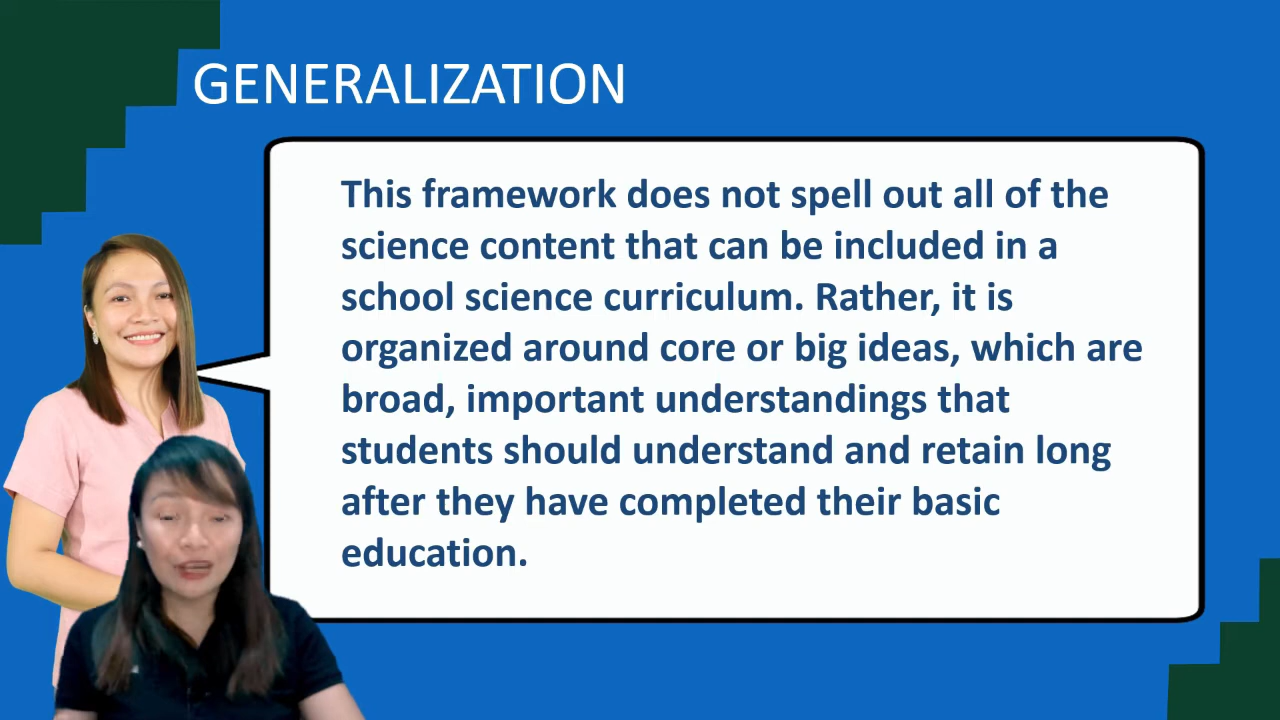 GENERALIZATION
This framework does not spell out all of the
science content that can be included in a
school science curriculum. Rather, it is
organized around core or big ideas, which are
broad, important understandings that
students should understand and retain long
after they have completed their basic
education.